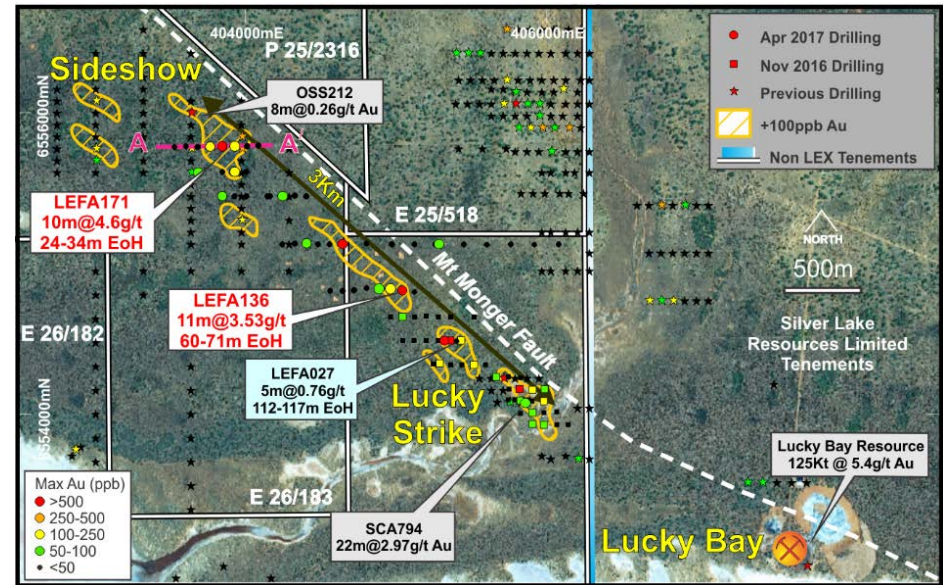 404000mE
406000mE
P 25/2316
Sideshow
OSS212
8m@0.26g/t Au
6556000mN
A
A
LEFA171
10m@4.6g/t
24-34m EoH
3Km
E 25/518
Mt Monger Fault
LEFA136
11m@3.53g/t
60-71m EoH
E 26/182
LEFA027
5m@0.76g/t
112-117m EoH
Lucky
Strike
554000mN
E 26/183
SCA794
22m@2.97g/t Au
Max Au (ppb)
>500
250-500
100-250
50-100
<50
Apr 2017 Drilling
Nov 2016 Drilling
Previous Drilling
+100ppb Au
Non LEX Tenements
NORTH
500m
Silver Lake
Resources Limited
Tenements
Lucky Bay Resource
125Kt @ 5.4g/t Au
Lucky Bay